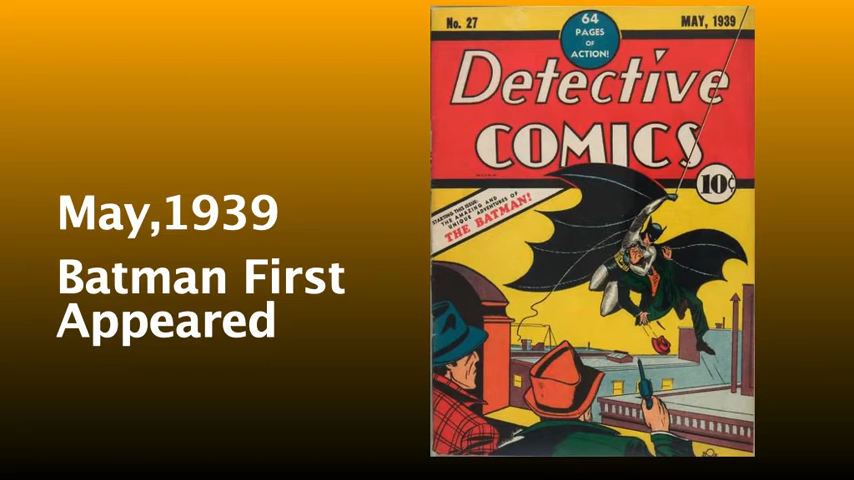 No. 27
64
PAGES
OF
ACTION!
MAY, 1939
Detective
COMICS
10¢
STARTING THIS ISSUE:
THE AMAZING AND
UNIQUE ADVENTURES OF
THE BATMAN!
May,1939
Batman First
Appeared